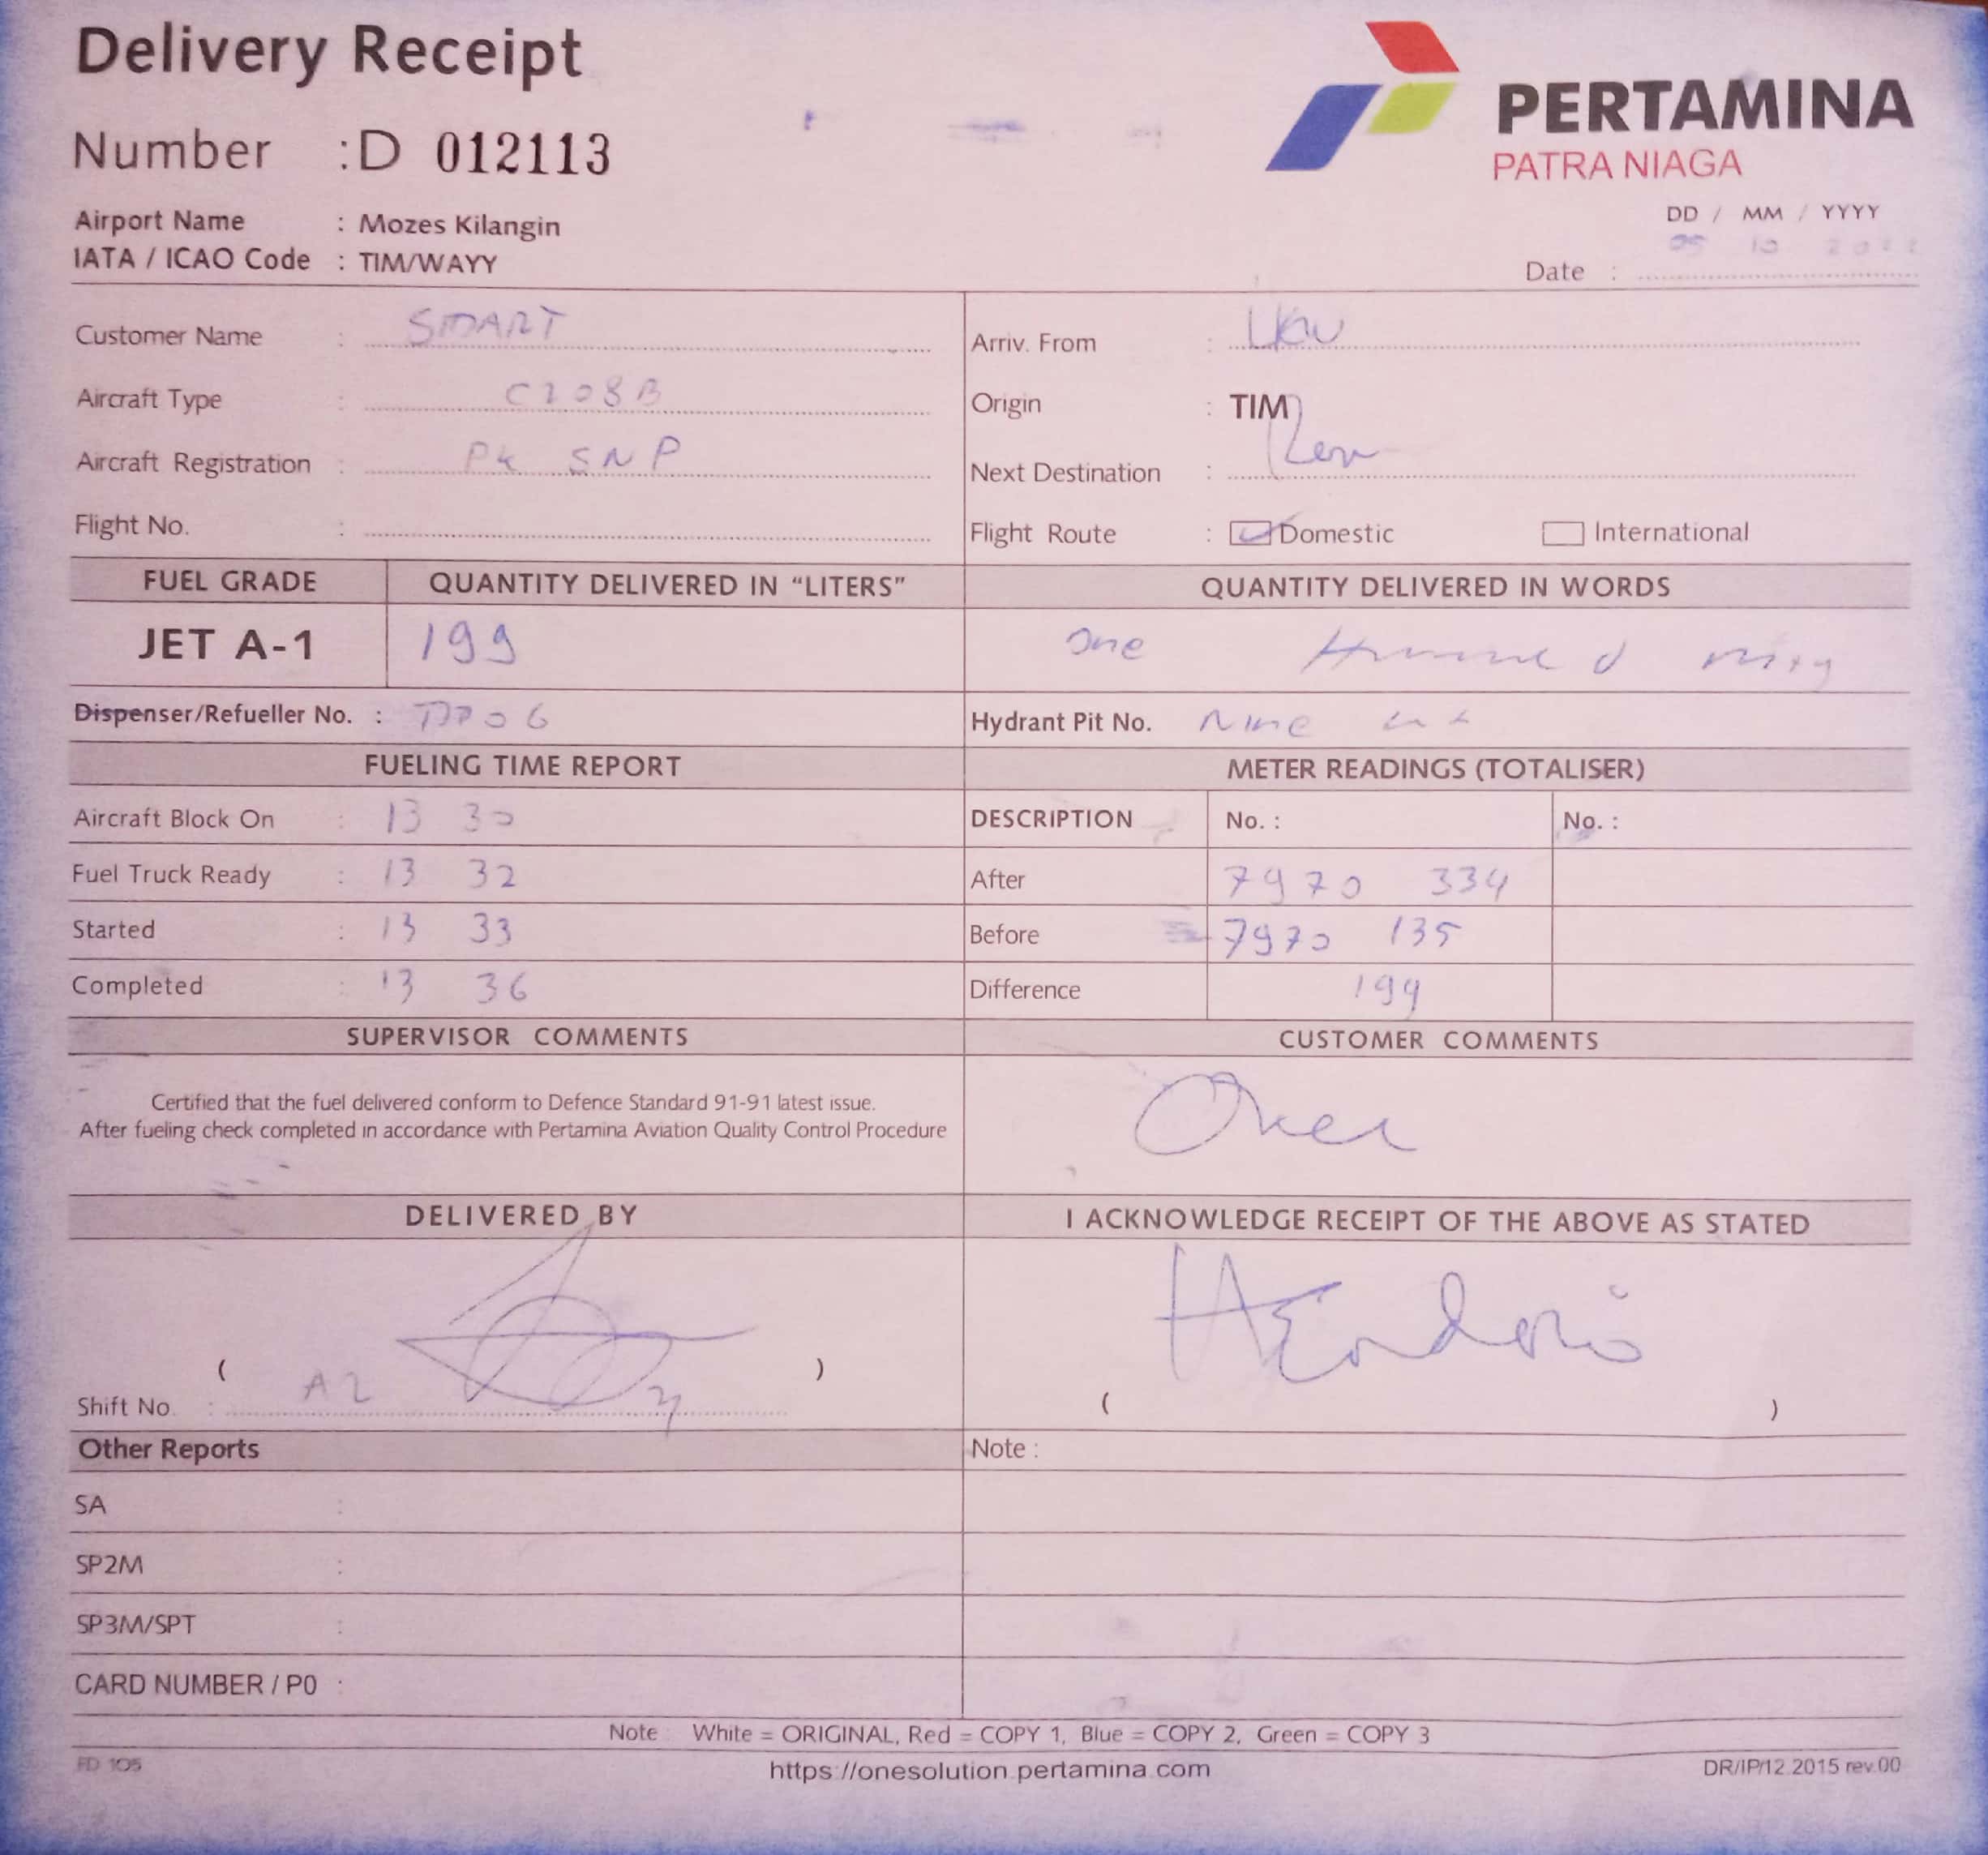 Delivery Receipt
PERTAMINA
PATRA NIAGA
Number : D 012113
Airport Name : Mozes Kilangin
IATA / ICAO Code : TIM/WAYY
DD / MM / YYYY
Date : 05 10
Customer Name : SMART
Arriv. From :
Aircraft Type : C208B
Origin : TIM
Aircraft Registration : PK SNP
Next Destination :
Flight No. :
Flight Route : Domestic International
FUEL GRADE QUANTITY DELIVERED IN "LITERS" QUANTITY DELIVERED IN WORDS
JET A-1 199 one Hundred
Dispenser/Refueller No. : Hydrant Pit No. Nine
FUELING TIME REPORT METER READINGS (TOTALISER)
Aircraft Block On : 13 30 DESCRIPTION No. : No. :
Fuel Truck Ready : 13 32 After 7970 334
Started : 13 33 Before 7970 135
Completed : 13 36 Difference 199
SUPERVISOR COMMENTS CUSTOMER COMMENTS
Certified that the fuel delivered conform to Defence Standard 91-91 latest issue.
After fueling check completed in accordance with Pertamina Aviation Quality Control Procedure
DELIVERED BY I ACKNOWLEDGE RECEIPT OF THE ABOVE AS STATED
( )
Shift No. : A2
( )
Other Reports Note :
SA :
SP2M :
SP3M/SPT :
CARD NUMBER / P0 :
Note White = ORIGINAL, Red = COPY 1, Blue = COPY 2, Green = COPY 3
FD 105
https://onesolution.pertamina.com
DR/IP/12.2015 rev.00